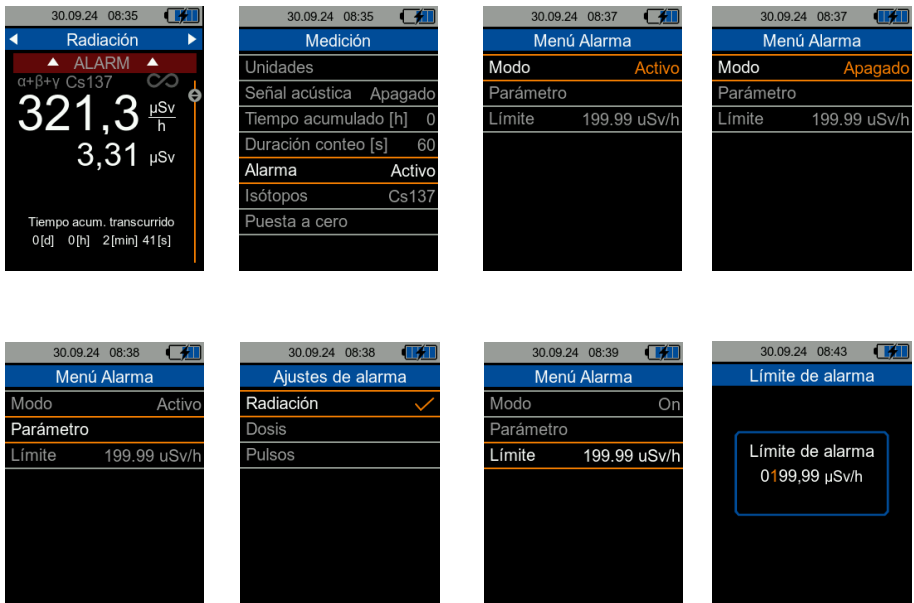 30.09.24 08:35
Radiación
ALARM
α+β+γ Cs137
321,3 µSv/h
3,31 µSv
Tiempo acum. transcurrido
0[d] 0[h] 2[min] 41[s]
30.09.24 08:35
Medición
Unidades
Señal acústica Apagado
Tiempo acumulado [h] 0
Duración conteo [s] 60
Alarma Activo
Isótopos Cs137
Puesta a cero
30.09.24 08:37
Menú Alarma
Modo Activo
Parámetro
Límite 199.99 uSv/h
30.09.24 08:37
Menú Alarma
Modo Apagado
Parámetro
Límite 199.99 uSv/h
30.09.24 08:38
Menú Alarma
Modo Activo
Parámetro
Límite 199.99 uSv/h
30.09.24 08:38
Ajustes de alarma
Radiación
Dosis
Pulsos
30.09.24 08:39
Menú Alarma
Modo On
Parámetro
Límite 199.99 uSv/h
30.09.24 08:43
Límite de alarma
Límite de alarma
0199,99 µSv/h